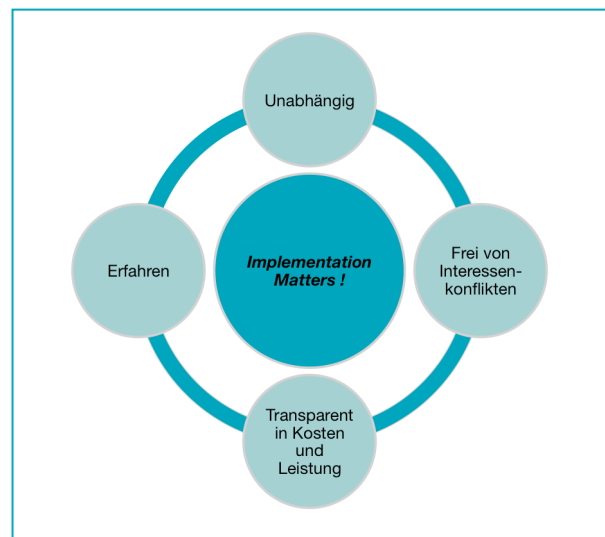 Unabhängig
Erfahren
Implementation
Matters !
Frei von
Interessen-
konflikten
Transparent
in Kosten
und
Leistung